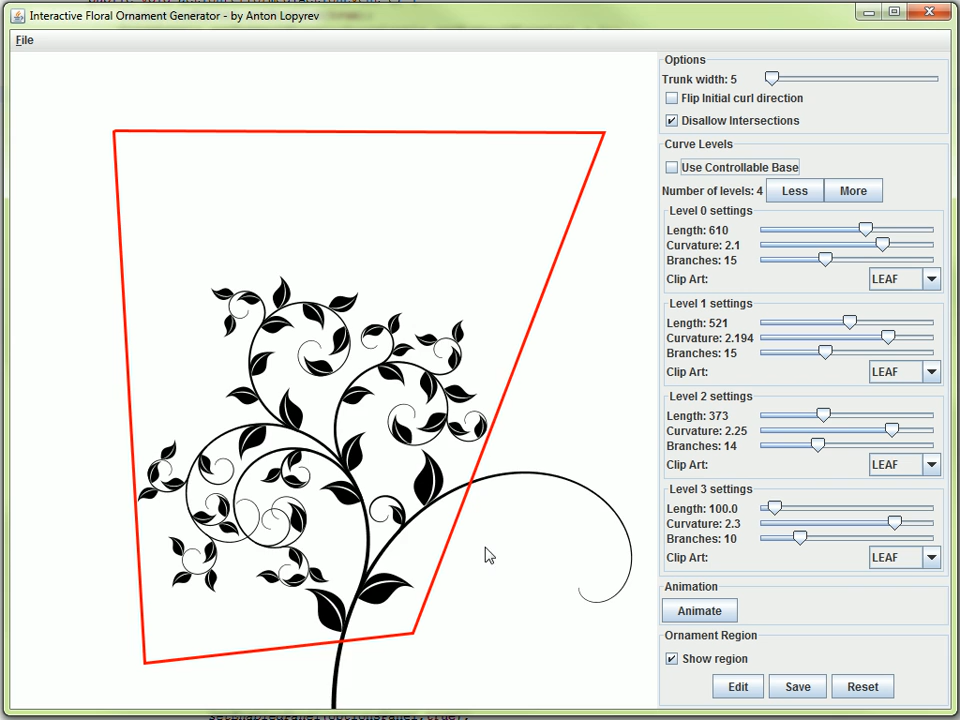 Interactive Floral Ornament Generator - by Anton Lopyrev
File
Options
Trunk width: 5
Flip Initial curl direction
Disallow Intersections
Curve Levels
Use Controllable Base
Number of levels: 4 Less More
Level 0 settings
Length: 610
Curvature: 2.1
Branches: 15
Clip Art: LEAF
Level 1 settings
Length: 521
Curvature: 2.194
Branches: 15
Clip Art: LEAF
Level 2 settings
Length: 373
Curvature: 2.25
Branches: 14
Clip Art: LEAF
Level 3 settings
Length: 100.0
Curvature: 2.3
Branches: 10
Clip Art: LEAF
Animation
Animate
Ornament Region
Show region
Edit Save Reset